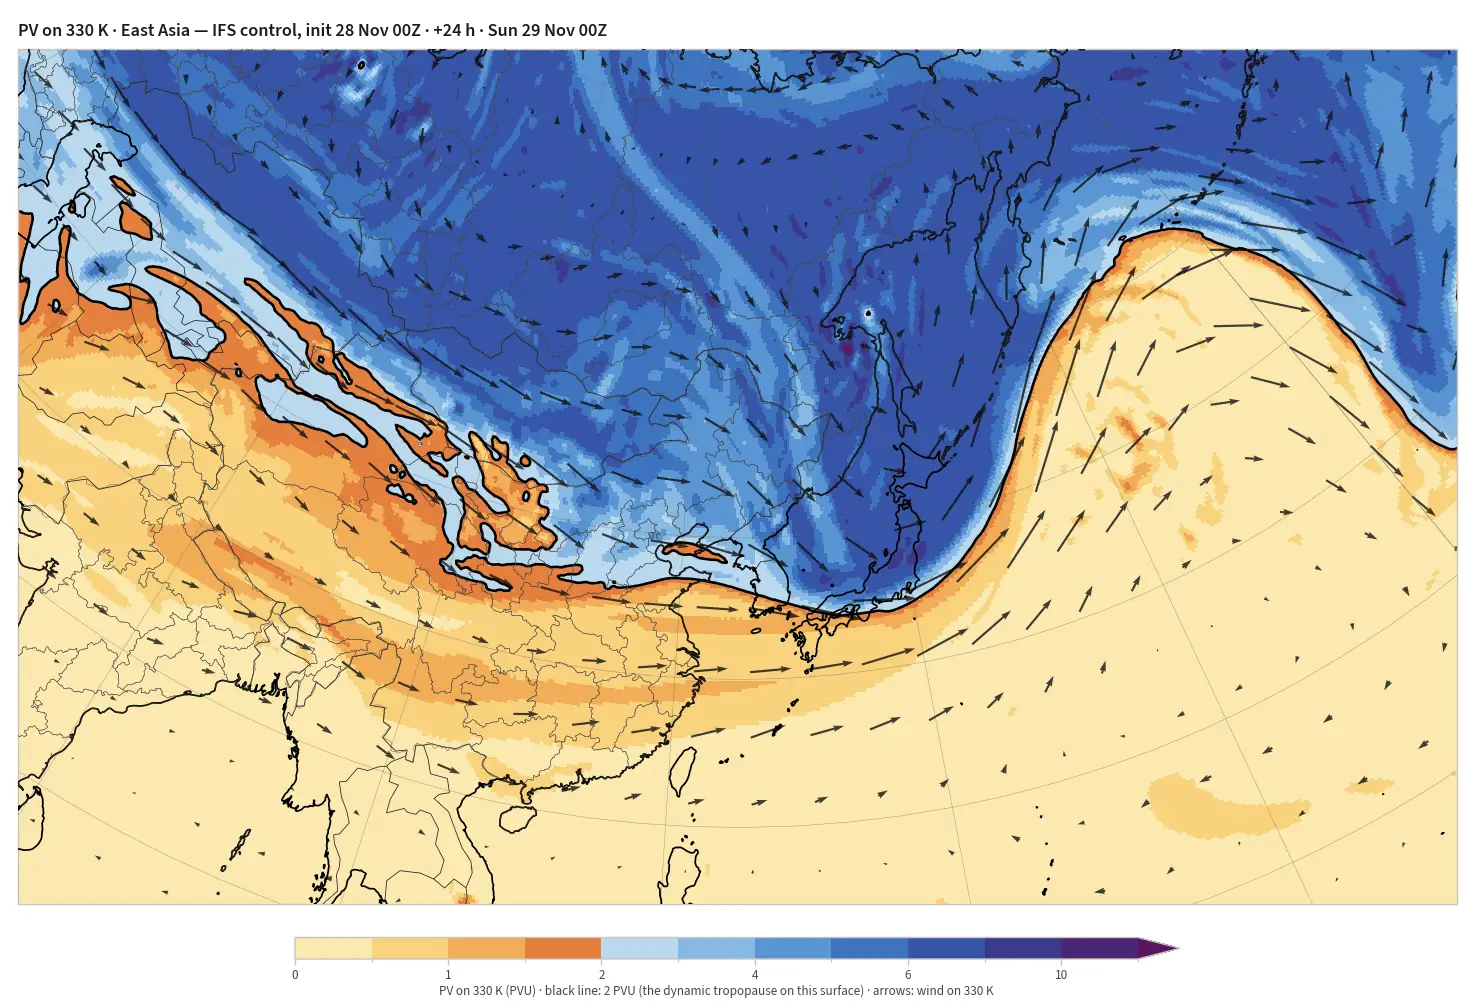 PV on 330 K · East Asia — IFS control, init 28 Nov 00Z · +24 h · Sun 29 Nov 00Z
0 1 2 4 6 10
PV on 330 K (PVU) · black line: 2 PVU (the dynamic tropopause on this surface) · arrows: wind on 330 K